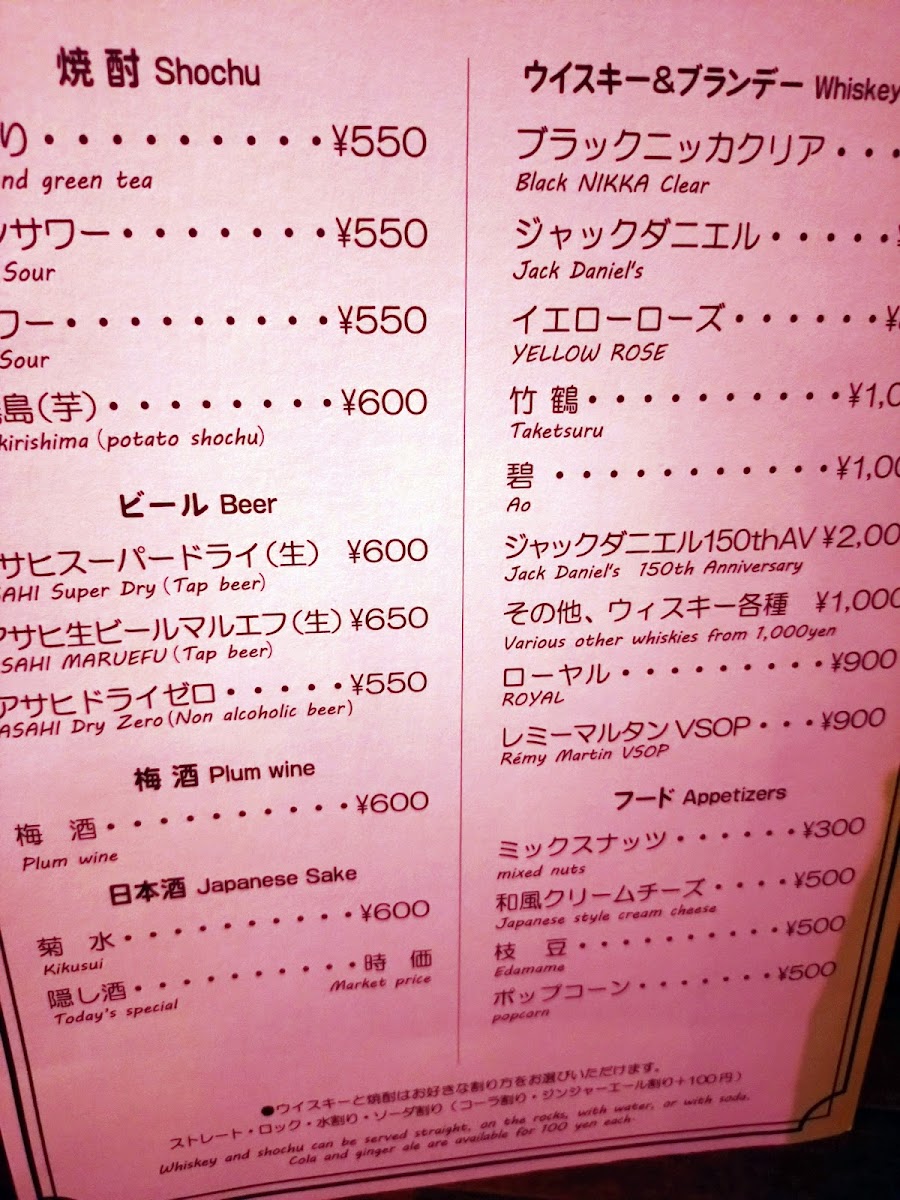 焼酎 Shochu
り・・・・・・・・・・¥550
nd green tea
サワー・・・・・・・・¥550
Sour
ワー・・・・・・・・・・¥550
Sour
島(芋)・・・・・・・・・¥600
kirishima (potato shochu)
ビール Beer
サヒスーパードライ(生) ¥600
AHI Super Dry (Tap beer)
アサヒ生ビールマルエフ(生) ¥650
SAHI MARUEFU (Tap beer)
アサヒドライゼロ・・・・・¥550
ASAHI Dry Zero (Non alcoholic beer)
梅酒 Plum wine
梅 酒・・・・・・・・・・¥600
Plum wine
日本酒 Japanese Sake
菊 水・・・・・・・・・・¥600
Kikusui
隠し酒・・・・・・・・・・時 価
Today's special Market price
ウイスキー&ブランデー Whiskey
ブラックニッカクリア・・・
Black NIKKA Clear
ジャックダニエル・・・・・
Jack Daniel's
イエローローズ・・・・・・¥
YELLOW ROSE
竹 鶴・・・・・・・・・・¥1,0
Taketsuru
碧 ・・・・・・・・・・・¥1,00
Ao
ジャックダニエル150thAV ¥2,00
Jack Daniel's 150th Anniversary
その他、ウィスキー各種 ¥1,000
Various other whiskies from 1,000yen
ローヤル・・・・・・・・・¥900
ROYAL
レミーマルタン VSOP・・・¥900
Rémy Martin VSOP
フード Appetizers
ミックスナッツ・・・・・・¥300
mixed nuts
和風クリームチーズ・・・・¥500
Japanese style cream cheese
枝 豆・・・・・・・・・・¥500
Edamame
ポップコーン・・・・・・・¥500
popcorn
●ウイスキーと焼酎はお好きな割り方をお選びいただけます。
ストレート・ロック・水割り・ソーダ割り(コーラ割り・ジンジャーエール割り+100円)
Whiskey and shochu can be served straight, on the rocks, with water, or with soda.
Cola and ginger ale are available for 100 yen each.